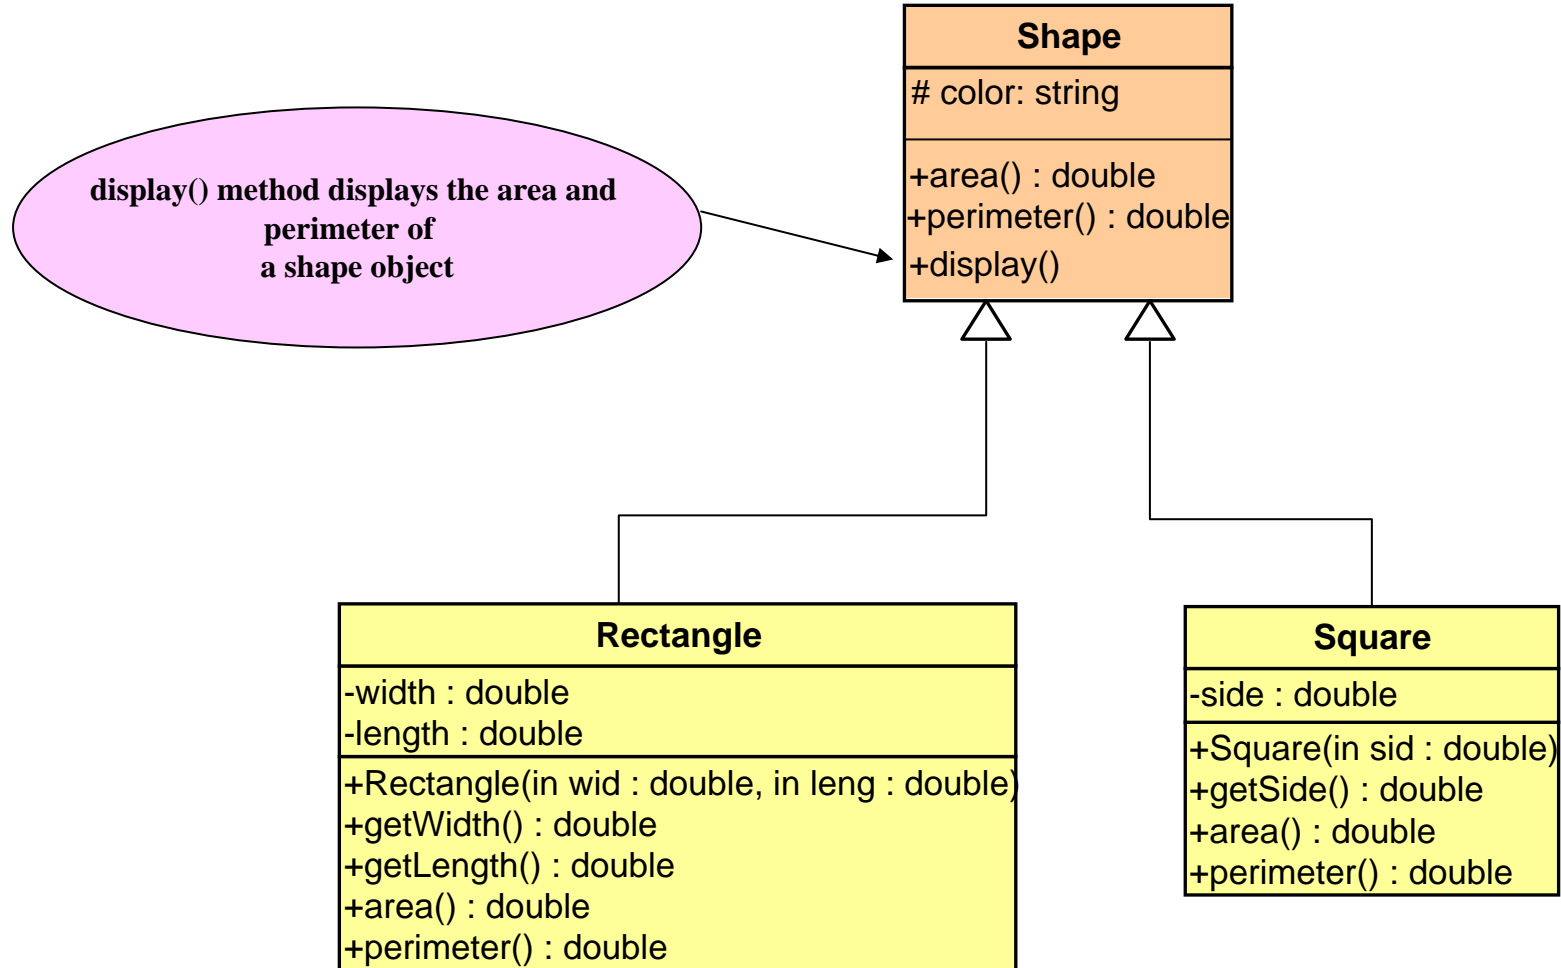 Shape
# color: string
+area() : double
+perimeter() : double
+display()
display() method displays the area and
perimeter of
a shape object
Rectangle
-width : double
-length : double
+Rectangle(in wid : double, in leng : double)
+getWidth() : double
+getLength() : double
+area() : double
+perimeter() : double
Square
-side : double
+Square(in sid : double)
+getSide() : double
+area() : double
+perimeter() : double